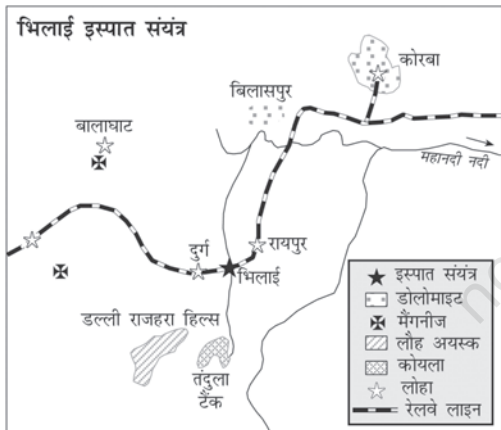 भिलाई इस्पात संयंत्र
कोरबा
बिलासपुर
बालाघाट
महानदी नदी
दुर्ग
रायपुर
भिलाई
डल्ली राजहरा हिल्स
तंदुला
टैंक
इस्पात संयंत्र
डोलोमाइट
मैंगनीज
लौह अयस्क
कोयला
लोहा
रेलवे लाइन